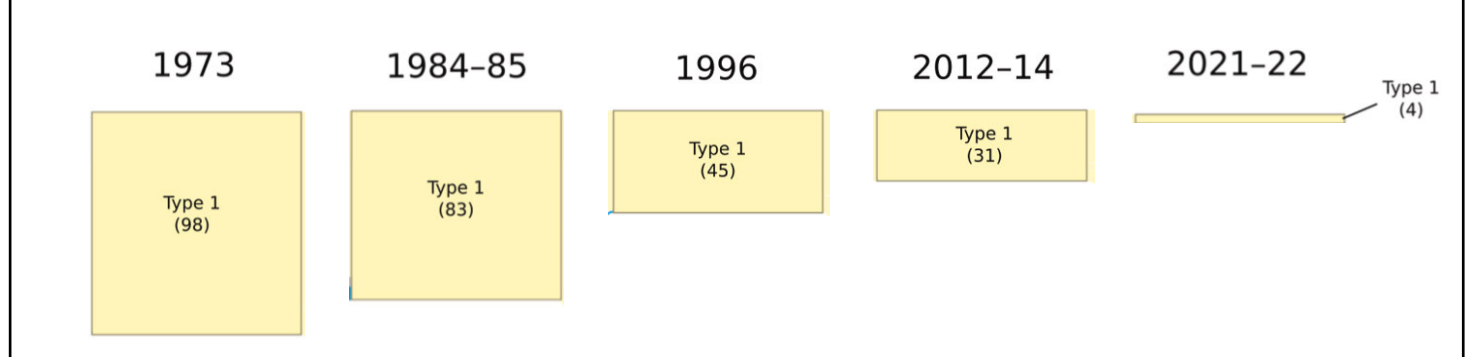 1973
1984–85
1996
2012–14
2021–22
Type 1
(98)
Type 1
(83)
Type 1
(45)
Type 1
(31)
Type 1
(4)